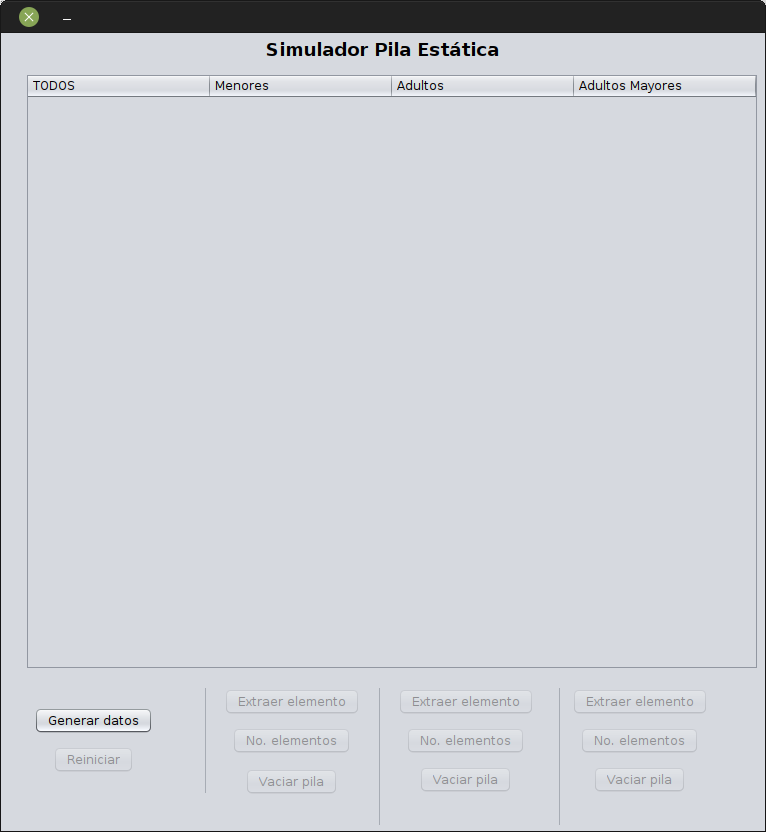 Simulador Pila Estática
TODOS Menores Adultos Adultos Mayores
Extraer elemento Extraer elemento Extraer elemento
Generar datos
No. elementos No. elementos No. elementos
Reiniciar
Vaciar pila Vaciar pila Vaciar pila